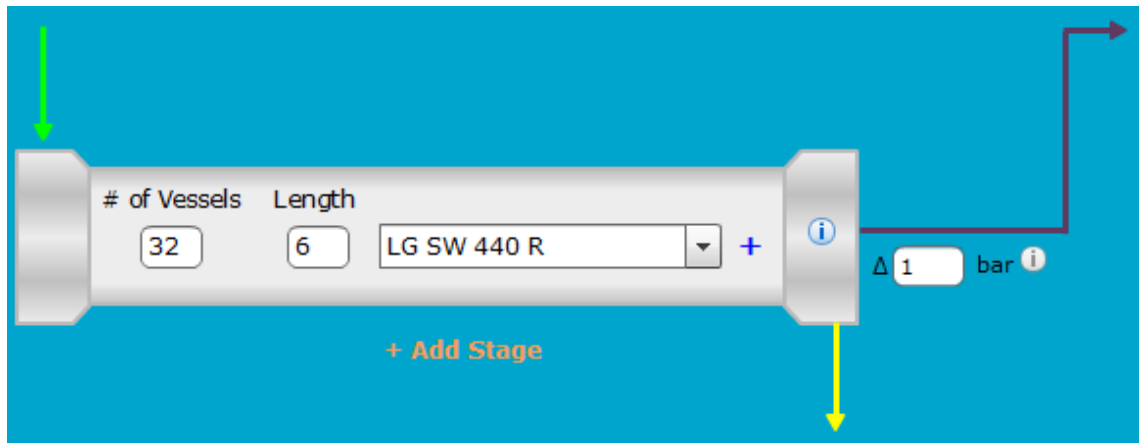 # of Vessels Length
32 6 LG SW 440 R +
Δ 1 bar
+ Add Stage